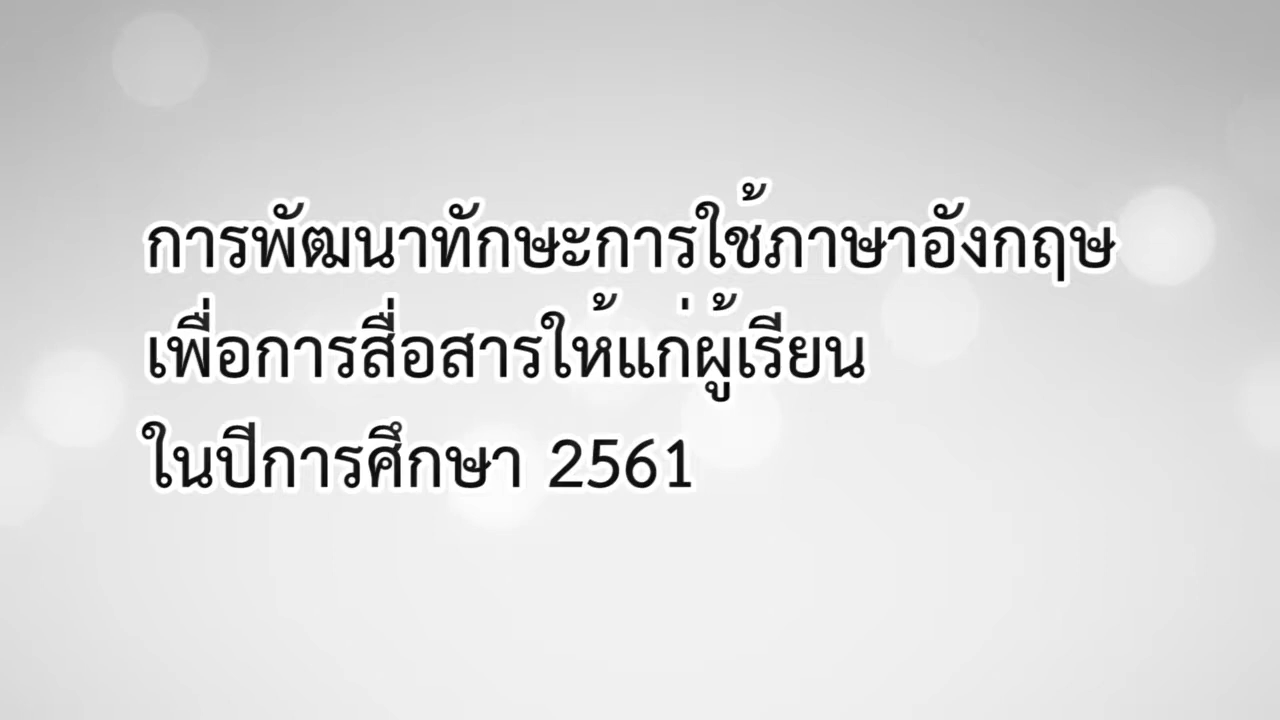 การพัฒนาทักษะการใช้ภาษาอังกฤษ
เพื่อการสื่อสารให้แก่ผู้เรียน
ในปีการศึกษา 2561